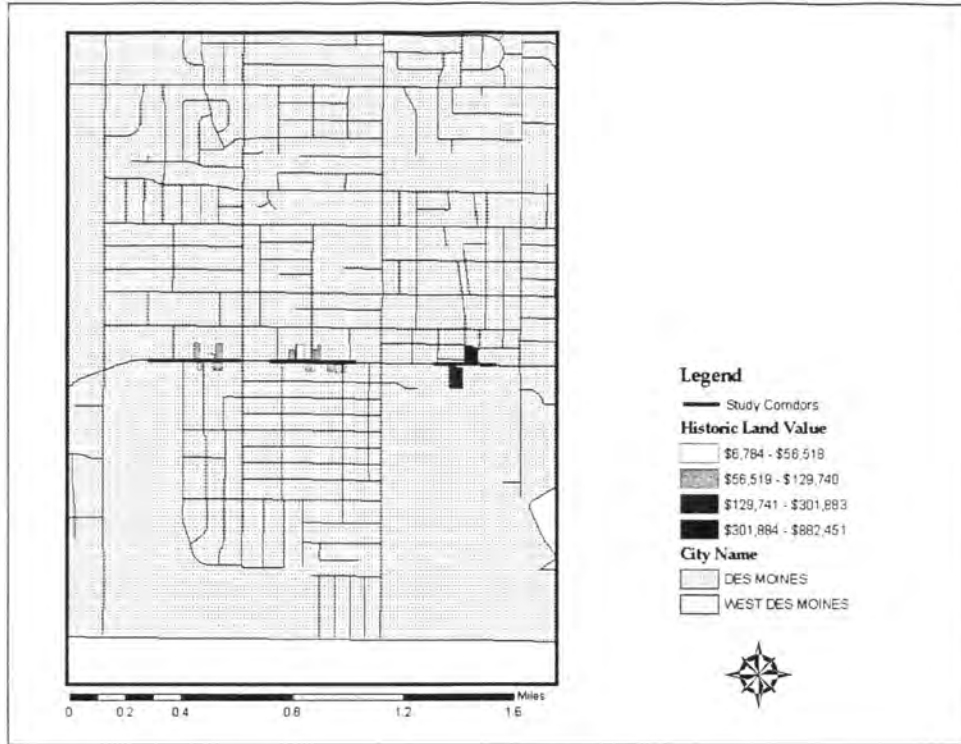 Legend
Study Corridors
Historic Land Value
$6,784 - $56,518
$56,519 - $129,740
$129,741 - $301,883
$301,884 - $882,451
City Name
DES MOINES
WEST DES MOINES
Miles
0 0.2 0.4 0.8 1.2 1.6